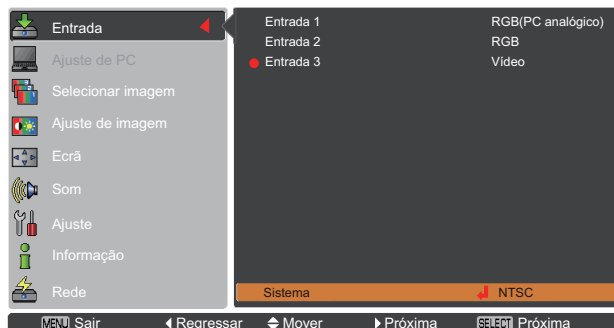 Entrada
Ajuste de PC
Selecionar imagem
Ajuste de imagem
Ecrã
Som
Ajuste
Informação
Rede
Entrada 1 RGB(PC analógico)
Entrada 2 RGB
Entrada 3 Vídeo
Sistema NTSC
MENU Sair Regressar Mover Próxima SELECT Próxima